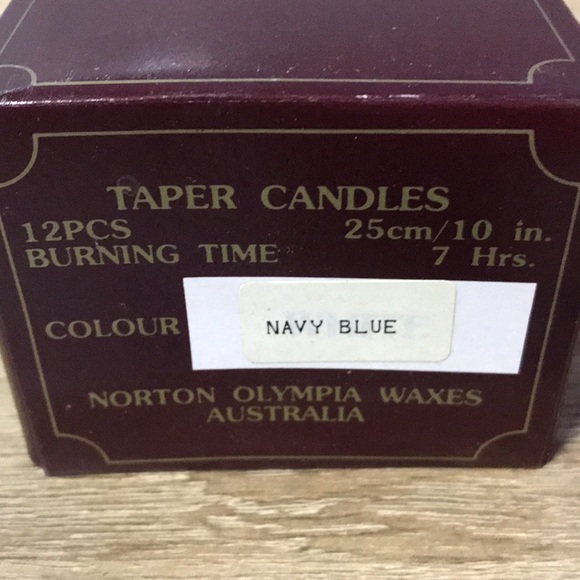 TAPER CANDLES
12PCS 25cm/10 in.
BURNING TIME 7 Hrs.
COLOUR NAVY BLUE
NORTON OLYMPIA WAXES
AUSTRALIA